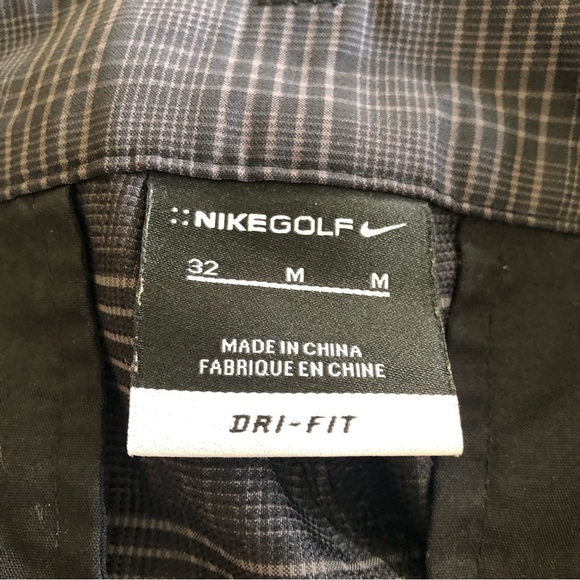 NIKEGOLF
32 M M
MADE IN CHINA
FABRIQUE EN CHINE
DRI-FIT